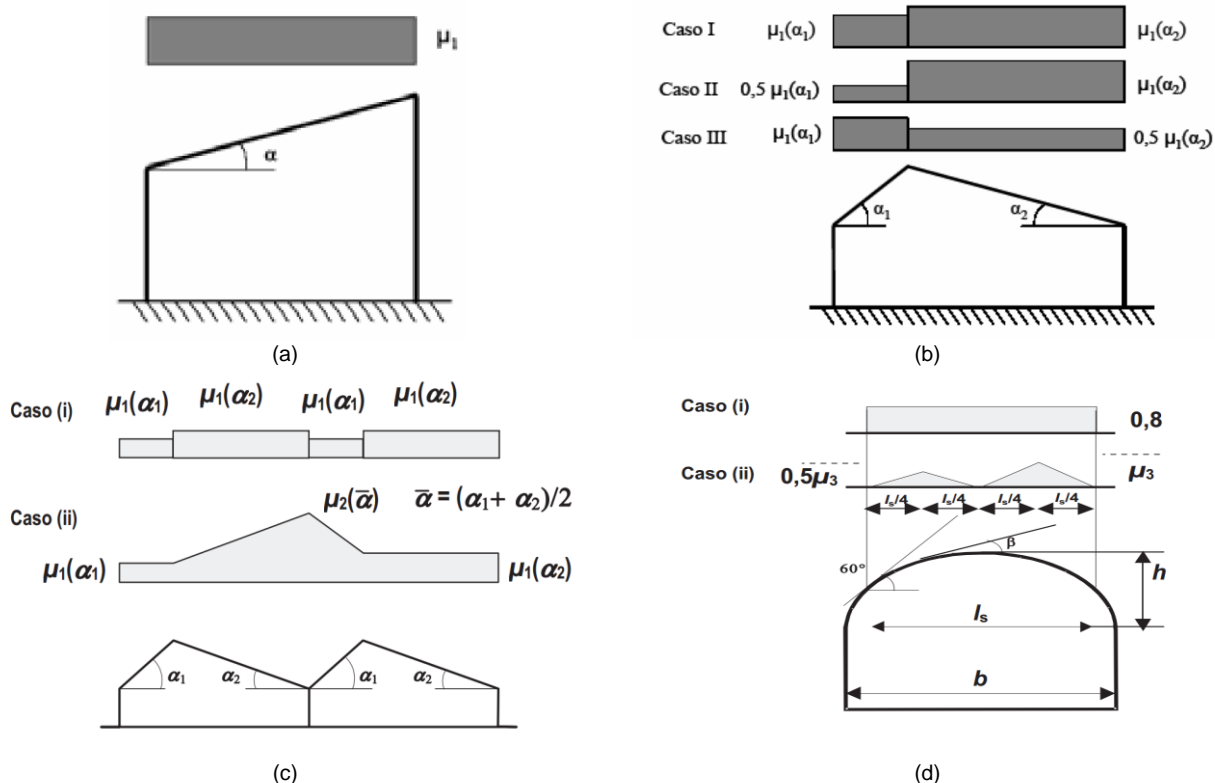 μ₁
α
(a)
Caso I μ₁(α₁) μ₁(α₂)
Caso II 0,5 μ₁(α₁) μ₁(α₂)
Caso III μ₁(α₁) 0,5 μ₁(α₂)
α₁ α₂
(b)
Caso (i) μ₁(α₁) μ₁(α₂) μ₁(α₁) μ₁(α₂)
Caso (ii) μ₂(ᾱ) ᾱ = (α₁+ α₂)/2
μ₁(α₁) μ₁(α₂)
α₁ α₂ α₁ α₂
(c)
Caso (i) 0,8
Caso (ii) 0,5μ₃ μ₃
lₛ/4 lₛ/4 lₛ/4 lₛ/4
β
60°
h
lₛ
b
(d)